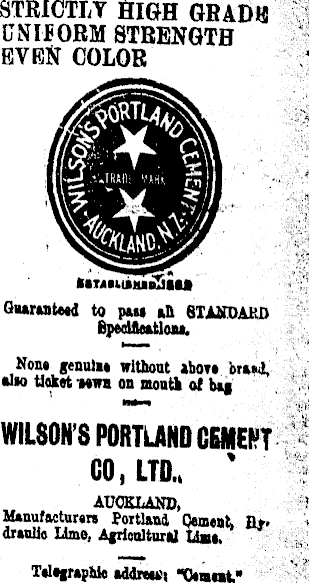 STRICTLY HIGH GRADE
UNIFORM STRENGTH
EVEN COLOR
WILSON'S PORTLAND CEMENT
TRADE MARK
AUCKLAND, N.Z.
ESTABLISHED
Guaranteed to pass all STANDARD
Specifications.
None genuine without above brand,
also ticket sewn on mouth of bag
WILSON'S PORTLAND CEMENT
CO, LTD.,
AUCKLAND,
Manufacturers Portland Cement, Hy-
draulic Lime, Agricultural Lime.
Telegraphic address: "Cement."